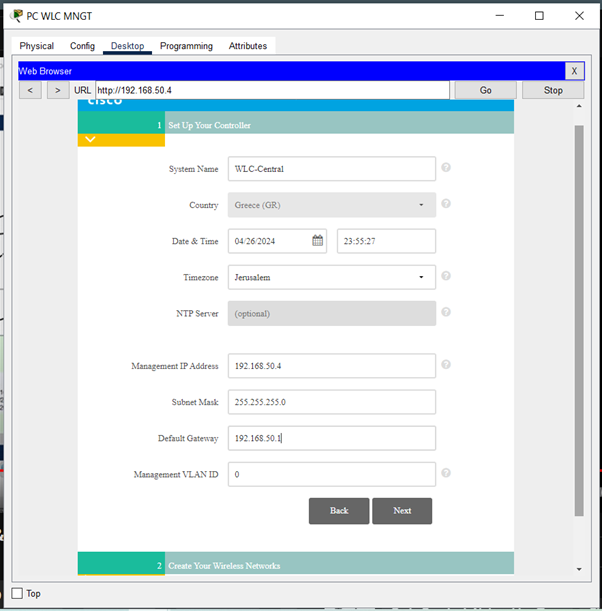 PC WLC MNGT
Physical Config Desktop Programming Attributes
Web Browser X
< > URL http://192.168.50.4 Go Stop
cisco
1 Set Up Your Controller
System Name WLC-Central ?
Country Greece (GR) ?
Date & Time 04/26/2024 23:55:27
Timezone Jerusalem ?
NTP Server (optional) ?
Management IP Address 192.168.50.4 ?
Subnet Mask 255.255.255.0
Default Gateway 192.168.50.1
Management VLAN ID 0 ?
Back Next
2 Create Your Wireless Networks
Top